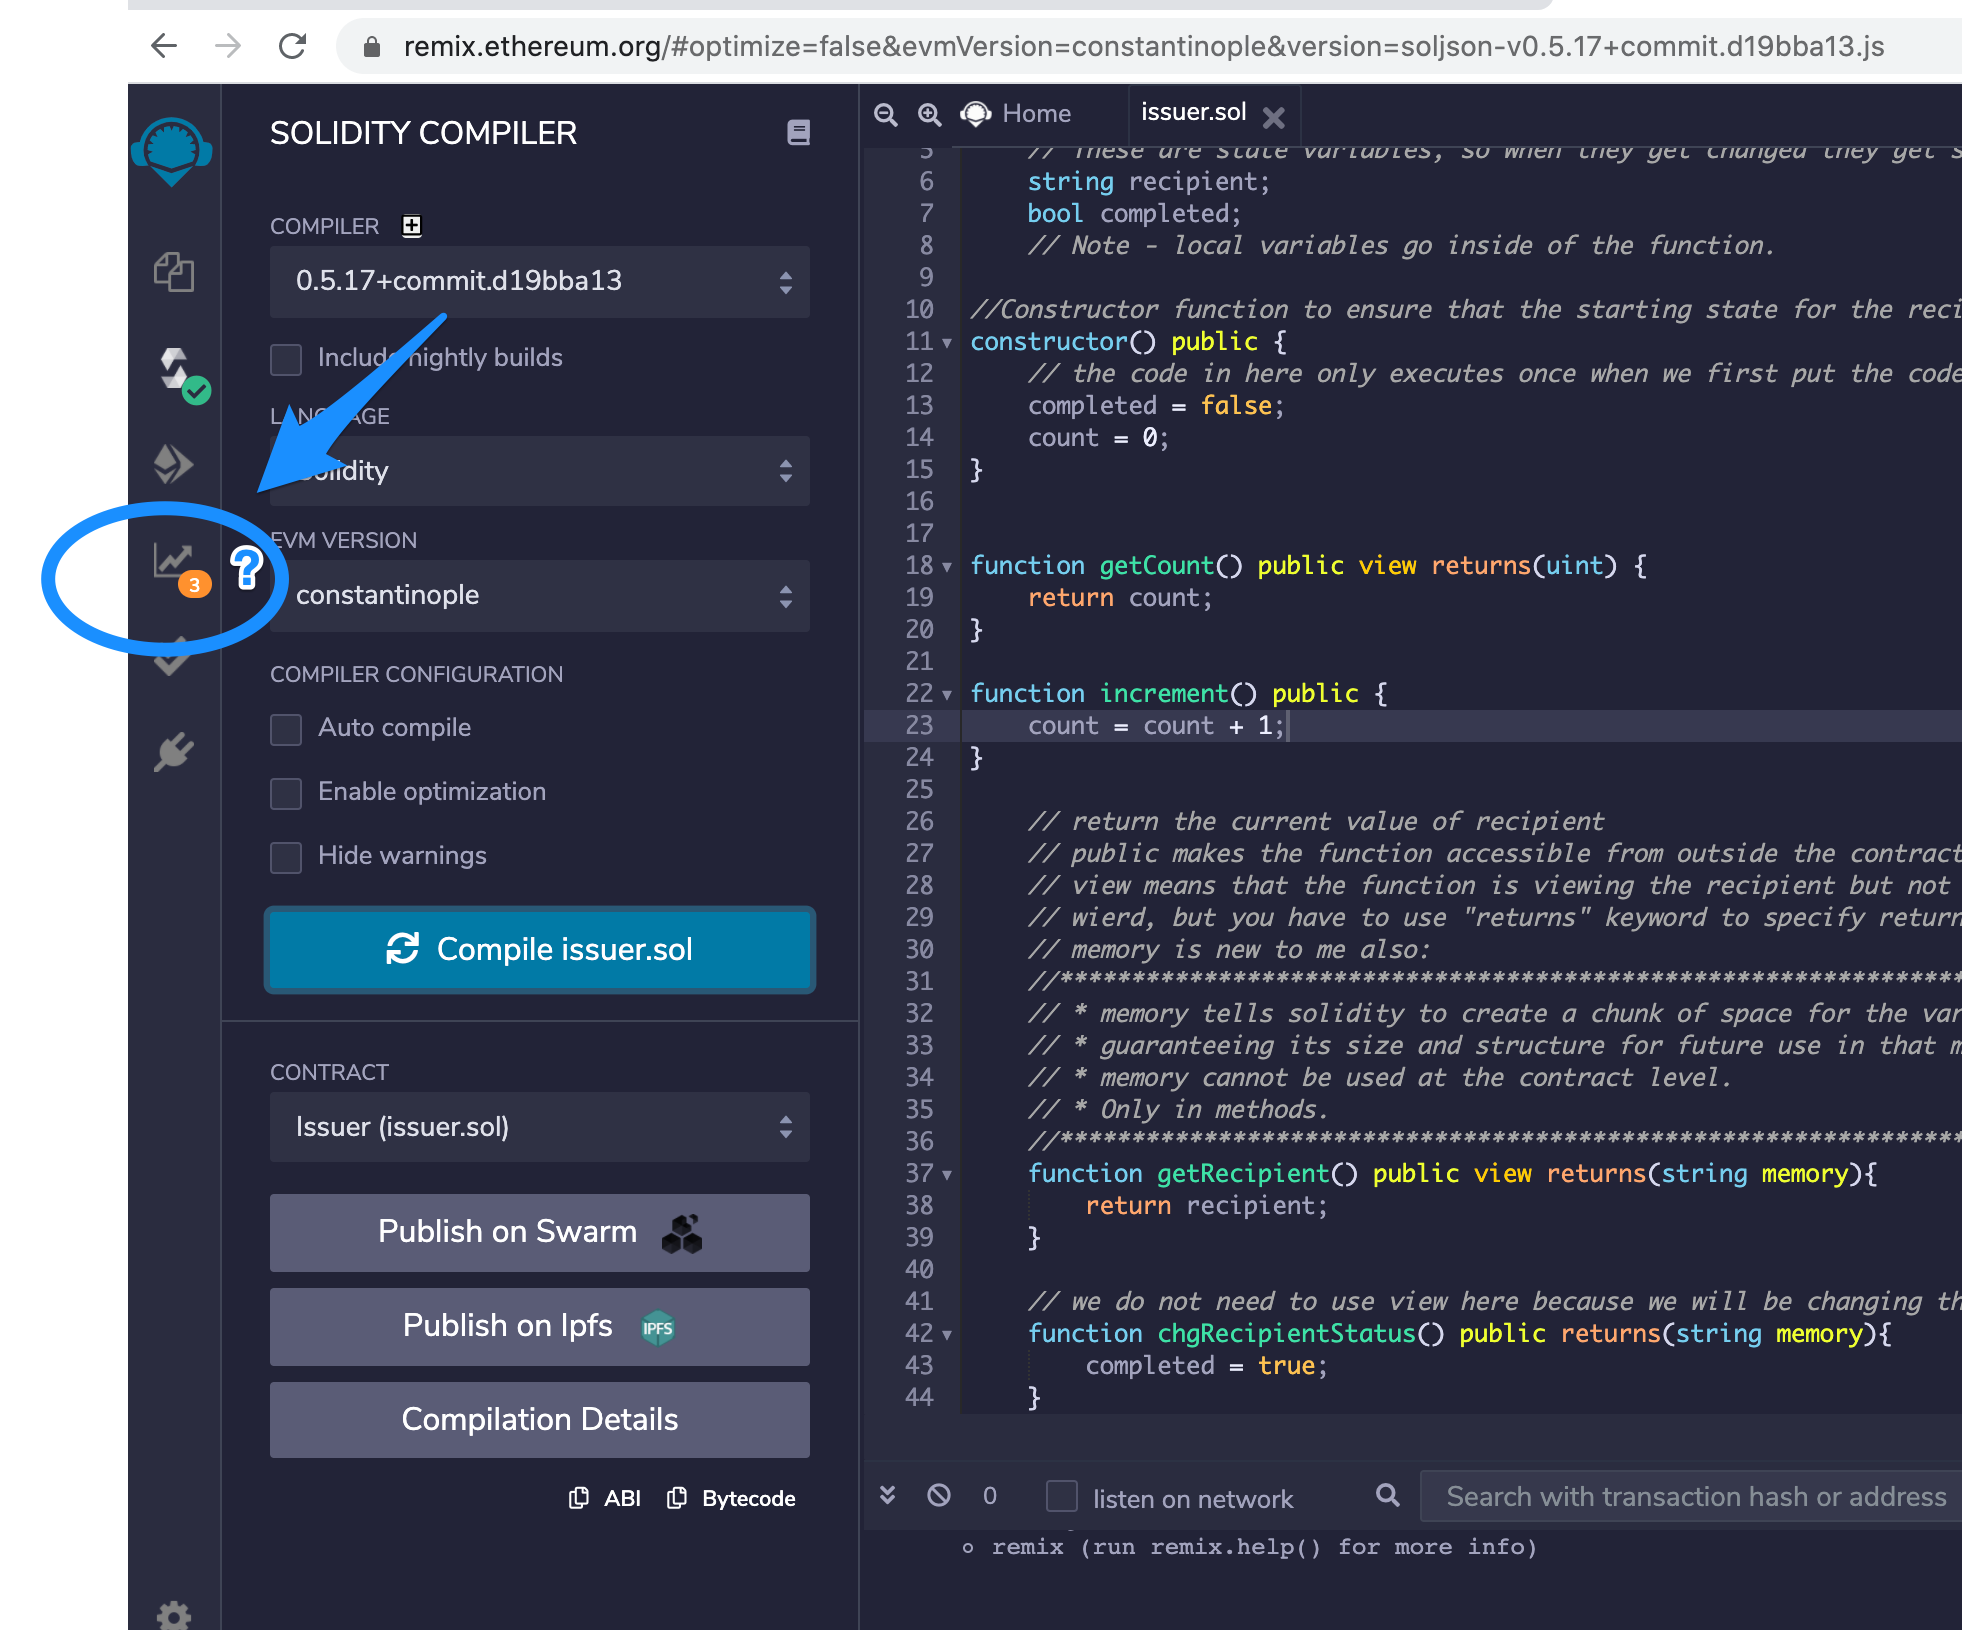 remix.ethereum.org/#optimize=false&evmVersion=constantinople&version=soljson-v0.5.17+commit.d19bba13.js
SOLIDITY COMPILER
COMPILER
0.5.17+commit.d19bba13
Include nightly builds
LANGUAGE
Solidity
EVM VERSION
3
?
constantinople
COMPILER CONFIGURATION
Auto compile
Enable optimization
Hide warnings
Compile issuer.sol
CONTRACT
Issuer (issuer.sol)
Publish on Swarm
Publish on Ipfs
IPFS
Compilation Details
ABI Bytecode
Home issuer.sol
5 // These are state variables, so when they get changed they get s
6 string recipient;
7 bool completed;
8 // Note - local variables go inside of the function.
9
10 //Constructor function to ensure that the starting state for the reci
11 constructor() public {
12 // the code in here only executes once when we first put the code
13 completed = false;
14 count = 0;
15 }
16
17
18 function getCount() public view returns(uint) {
19 return count;
20 }
21
22 function increment() public {
23 count = count + 1;
24 }
25
26 // return the current value of recipient
27 // public makes the function accessible from outside the contract
28 // view means that the function is viewing the recipient but not
29 // wierd, but you have to use "returns" keyword to specify return
30 // memory is new to me also:
31 //***************************************************************
32 // * memory tells solidity to create a chunk of space for the var
33 // * guaranteeing its size and structure for future use in that m
34 // * memory cannot be used at the contract level.
35 // * Only in methods.
36 //***************************************************************
37 function getRecipient() public view returns(string memory){
38 return recipient;
39 }
40
41 // we do not need to use view here because we will be changing th
42 function chgRecipientStatus() public returns(string memory){
43 completed = true;
44 }
0 listen on network Search with transaction hash or address
remix (run remix.help() for more info)